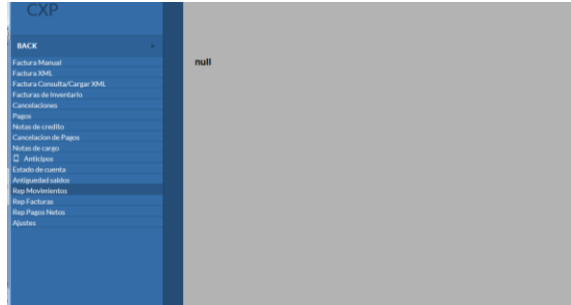 CXP
BACK
Factura Manual
Factura XML
Factura Consulta/Cargar XML
Facturas de Inventario
Cancelaciones
Pagos
Notas de credito
Cancelacion de Pagos
Notas de cargo
Anticipos
Estado de cuenta
Antiguedad saldos
Rep Movimientos
Rep Facturas
Rep Pagos Netos
Ajustes
null